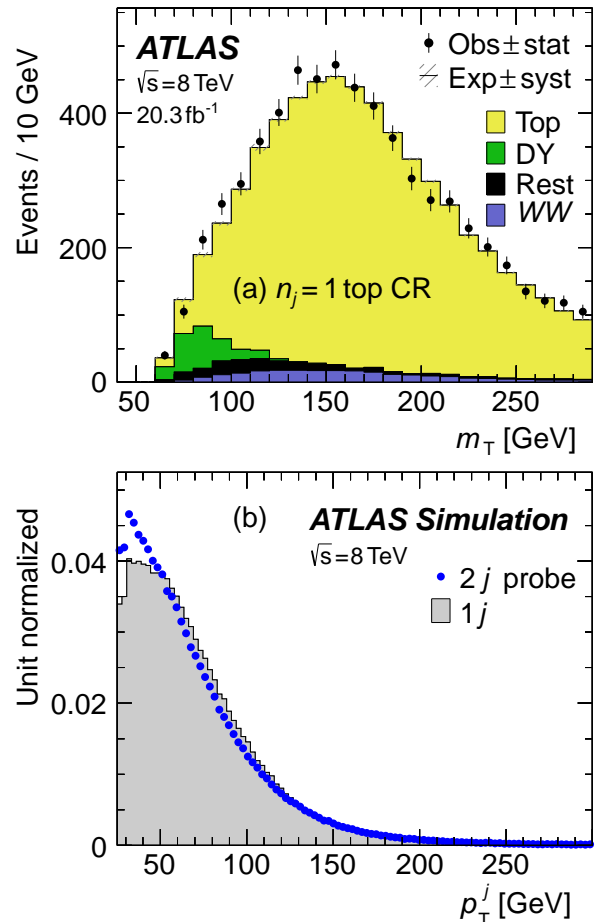 ATLAS
√s=8 TeV
20.3 fb⁻¹
Obs±stat
Exp±syst
Top
DY
Rest
WW
(a) n_j=1 top CR
Events / 10 GeV
400
200
0
50 100 150 200 250
m_T [GeV]
(b)
ATLAS Simulation
√s=8 TeV
2 j probe
1 j
Unit normalized
0.04
0.02
0
50 100 150 200 250
p_T^j [GeV]